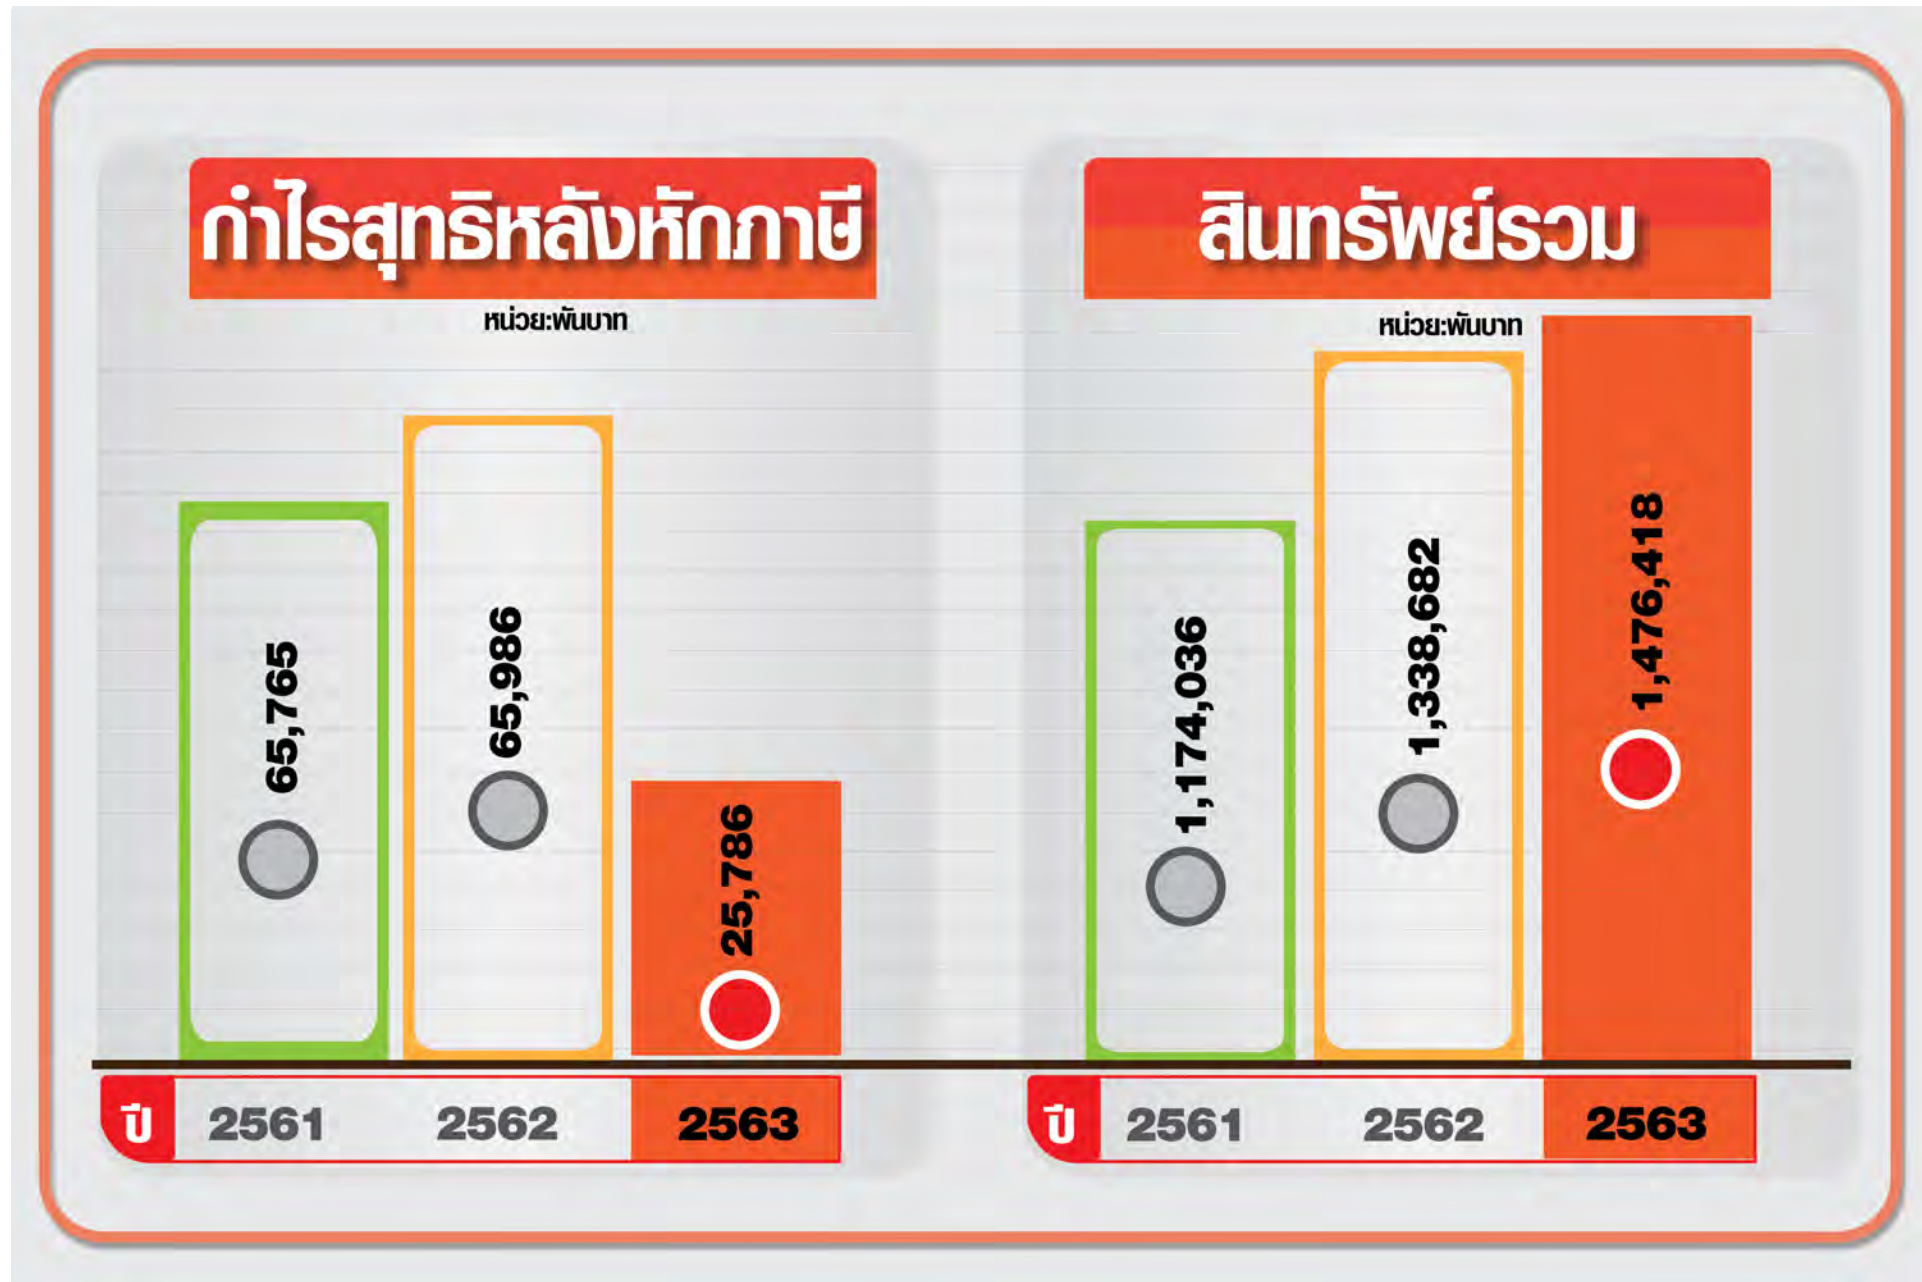 กำไรสุทธิหลังหักภาษี
หน่วย:พันบาท
65,765
65,986
25,786
ปี 2561 2562 2563
สินทรัพย์รวม
หน่วย:พันบาท
1,174,036
1,338,682
1,476,418
ปี 2561 2562 2563